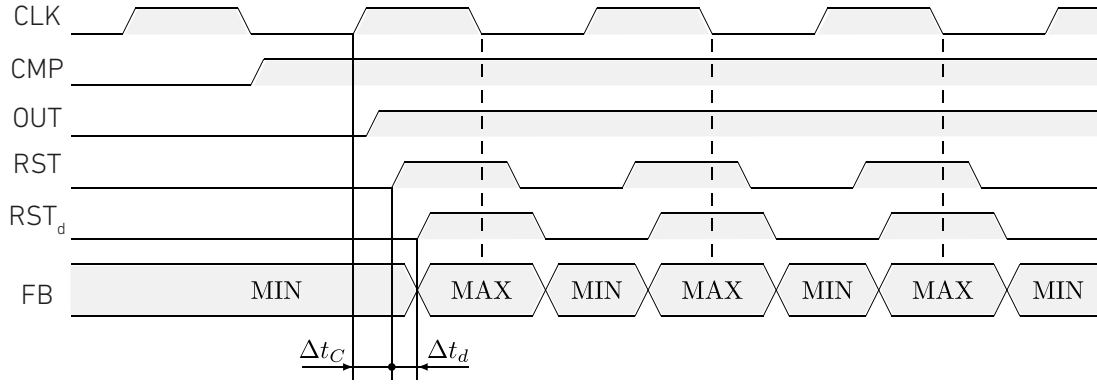 CLK
CMP
OUT
RST
RST_d
FB MIN MAX MIN MAX MIN MAX MIN
Δt_C Δt_d